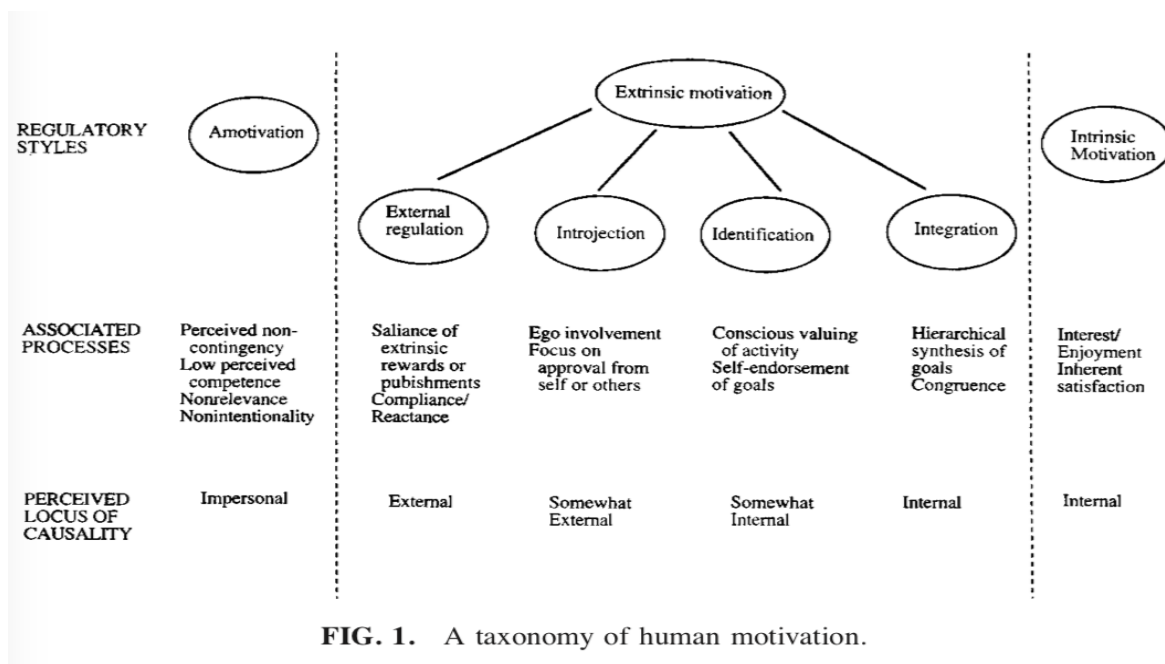 REGULATORY
STYLES
Amotivation
Extrinsic motivation
Intrinsic
Motivation
External
regulation
Introjection
Identification
Integration
ASSOCIATED
PROCESSES
Perceived non-
contingency
Low perceived
competence
Nonrelevance
Nonintentionality
Saliance of
extrinsic
rewards or
pubishments
Compliance/
Reactance
Ego involvement
Focus on
approval from
self or others
Conscious valuing
of activity
Self-endorsement
of goals
Hierarchical
synthesis of
goals
Congruence
Interest/
Enjoyment
Inherent
satisfaction
PERCEIVED
LOCUS OF
CAUSALITY
Impersonal
External
Somewhat
External
Somewhat
Internal
Internal
Internal
FIG. 1. A taxonomy of human motivation.